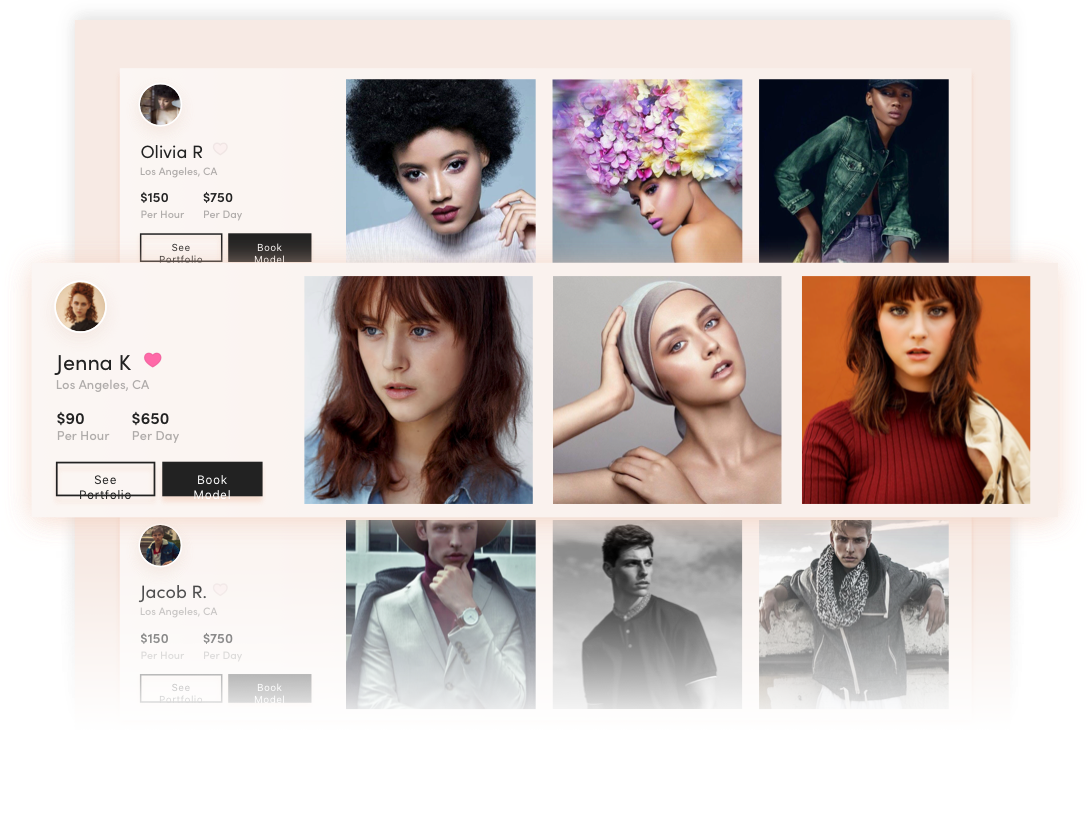 Olivia R
Los Angeles, CA
$150 $750
Per Hour Per Day
See Book
Portfolio Model
Jenna K
Los Angeles, CA
$90 $650
Per Hour Per Day
See Book
Portfolio Model
Jacob R.
Los Angeles, CA
$150 $750
Per Hour Per Day
See Book
Portfolio Model